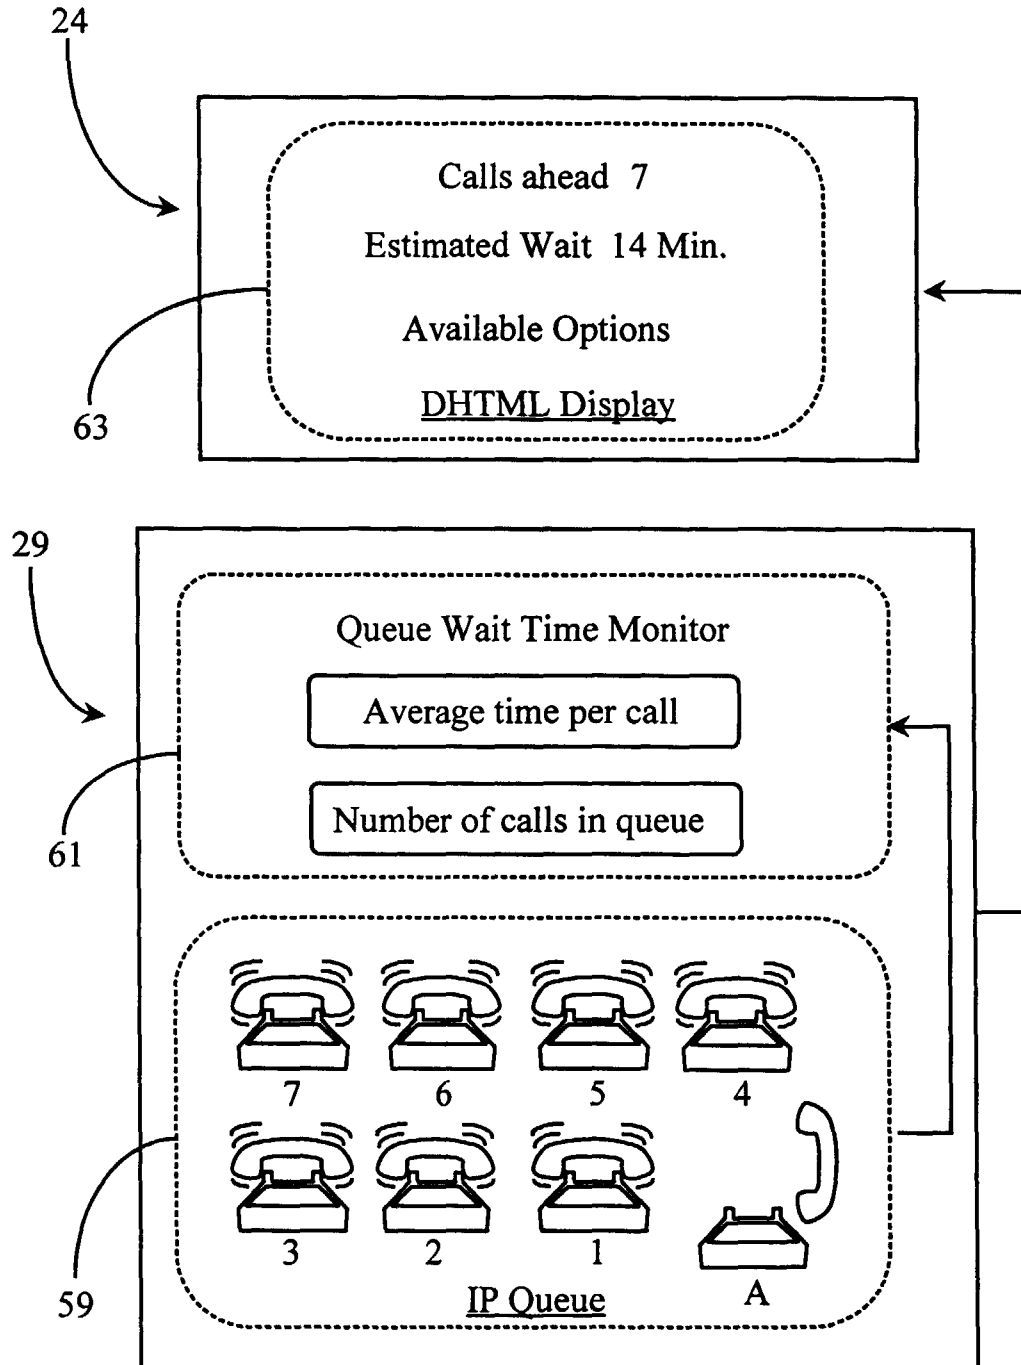 24
Calls ahead 7
Estimated Wait 14 Min.
Available Options
DHTML Display
63
29
Queue Wait Time Monitor
Average time per call
Number of calls in queue
61
7 6 5 4
3 2 1 A
59
IP Queue